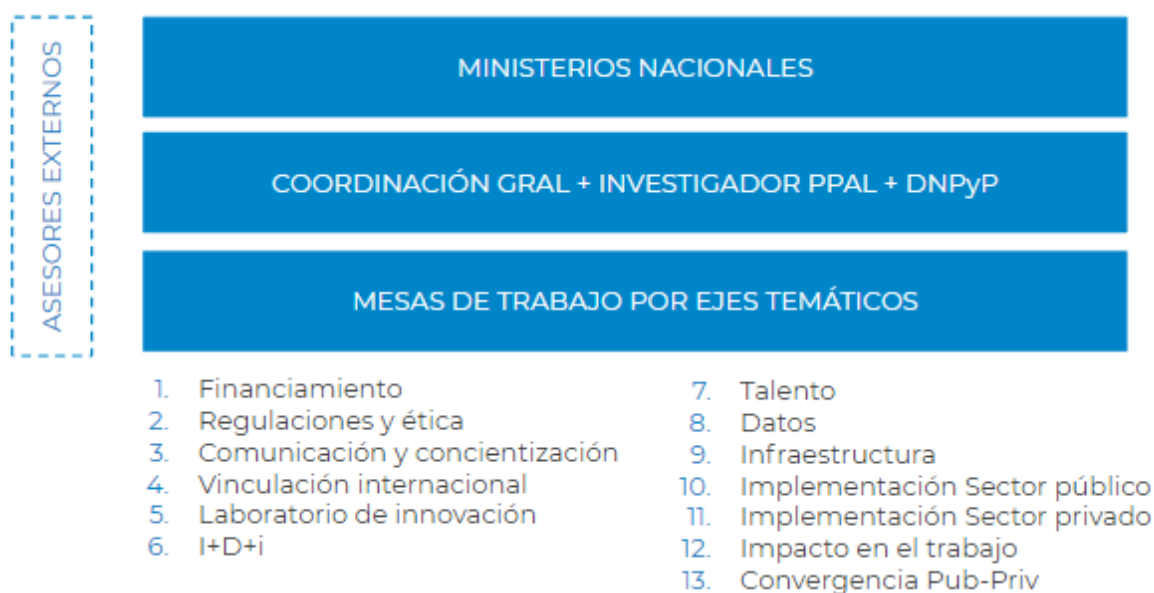 ASESORES EXTERNOS
MINISTERIOS NACIONALES
COORDINACIÓN GRAL + INVESTIGADOR PPAL + DNPyP
MESAS DE TRABAJO POR EJES TEMÁTICOS
1. Financiamiento
2. Regulaciones y ética
3. Comunicación y concientización
4. Vinculación internacional
5. Laboratorio de innovación
6. I+D+i
7. Talento
8. Datos
9. Infraestructura
10. Implementación Sector público
11. Implementación Sector privado
12. Impacto en el trabajo
13. Convergencia Pub-Priv